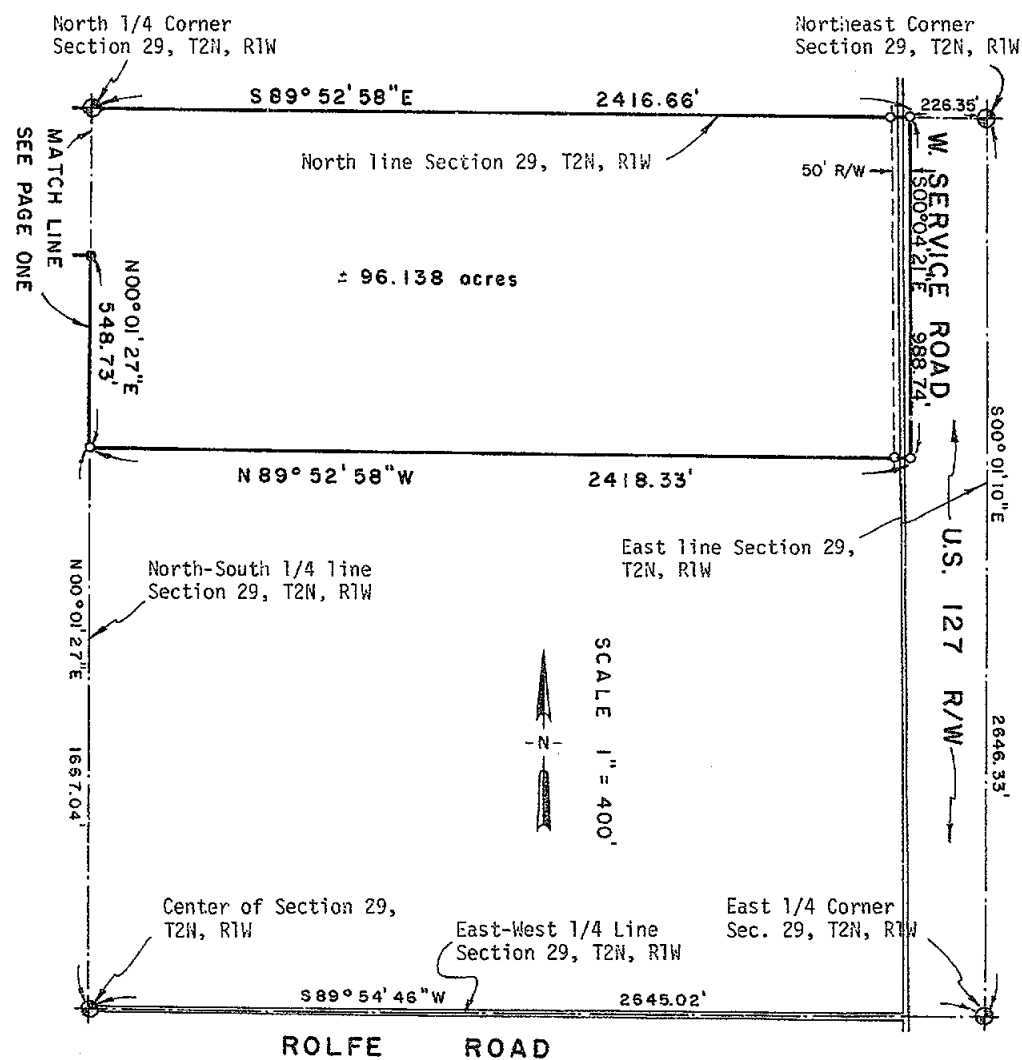 North 1/4 Corner
Section 29, T2N, R1W
Northeast Corner
Section 29, T2N, R1W
S 89° 52' 58" E
2416.66'
226.35'
MATCH LINE
SEE PAGE ONE
North line Section 29, T2N, R1W
50' R/W
W. SERVICE ROAD
S00° 04' 21" E
988.74'
± 96.138 acres
N00° 01' 27" E
548.73'
N 89° 52' 58" W
2418.33'
S00° 01' 10" E
2646.33'
East line Section 29,
T2N, R1W
U.S. 127 R/W
North-South 1/4 line
Section 29, T2N, R1W
N00° 01' 27" E
1657.04'
SCALE 1" = 400'
-N-
Center of Section 29,
T2N, R1W
East-West 1/4 Line
Section 29, T2N, R1W
East 1/4 Corner
Sec. 29, T2N, R1W
S 89° 54' 46" W
2645.02'
ROLFE ROAD